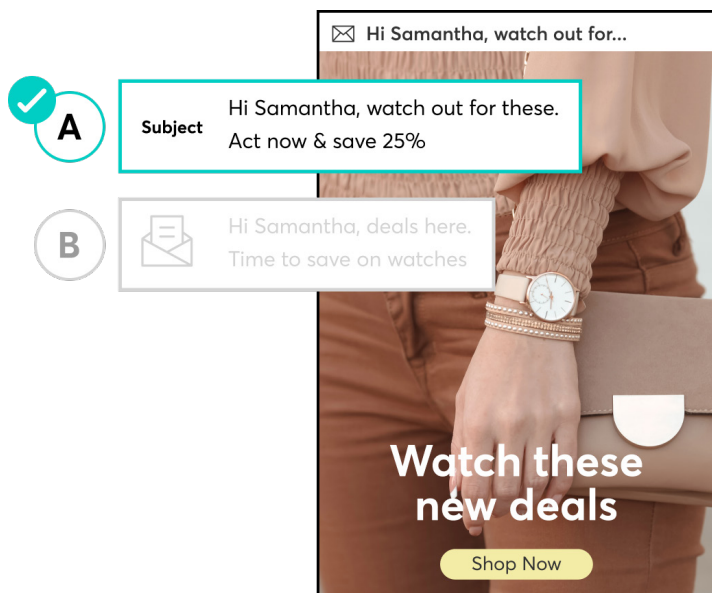 Hi Samantha, watch out for...
A
Subject
Hi Samantha, watch out for these.
Act now & save 25%
B
Hi Samantha, deals here.
Time to save on watches
Watch these
new deals
Shop Now